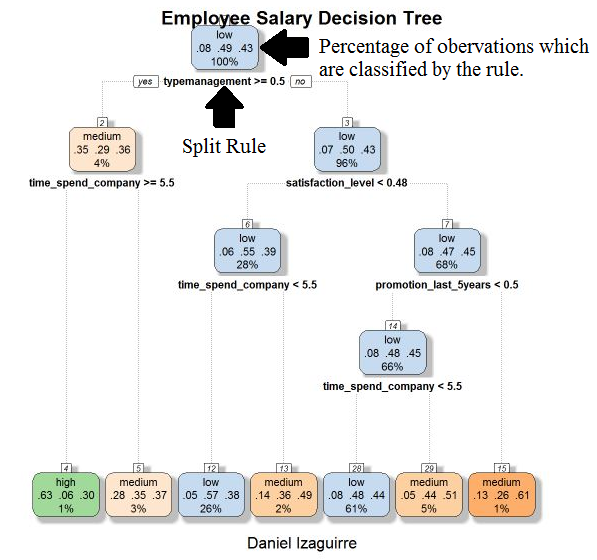 Employee Salary Decision Tree
low
.08 .49 .43
100%
Percentage of obervations which
are classified by the rule.
yes typemanagement >= 0.5 no
Split Rule
2
medium
.35 .29 .36
4%
3
low
.07 .50 .43
96%
time_spend_company >= 5.5
satisfaction_level < 0.48
6
low
.06 .55 .39
28%
7
low
.08 .47 .45
68%
time_spend_company < 5.5
promotion_last_5years < 0.5
14
low
.08 .48 .45
66%
time_spend_company < 5.5
4
high
.63 .06 .30
1%
5
medium
.28 .35 .37
3%
12
low
.05 .57 .38
26%
13
medium
.14 .36 .49
2%
28
low
.08 .48 .44
61%
29
medium
.05 .44 .51
5%
15
medium
.13 .26 .61
1%
Daniel Izaguirre